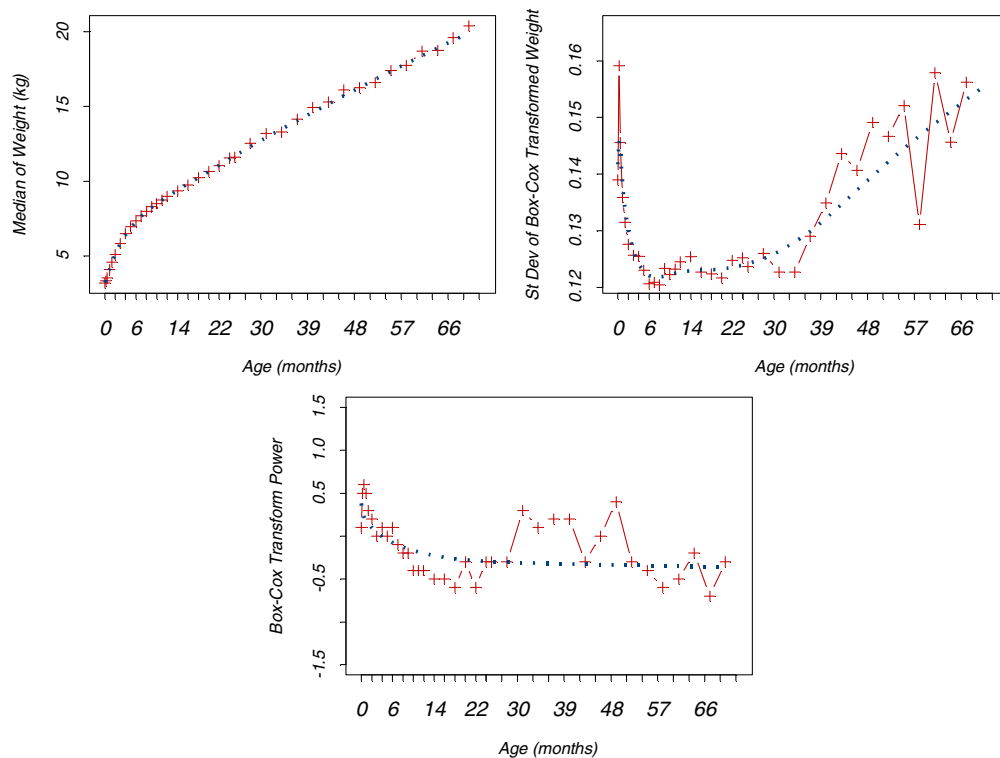 Median of Weight (kg)
20
15
10
5
0 6 14 22 30 39 48 57 66
Age (months)
St Dev of Box-Cox Transformed Weight
0.16
0.15
0.14
0.13
0.12
0 6 14 22 30 39 48 57 66
Age (months)
Box-Cox Transform Power
1.5
1.0
0.5
-0.5
-1.5
0 6 14 22 30 39 48 57 66
Age (months)